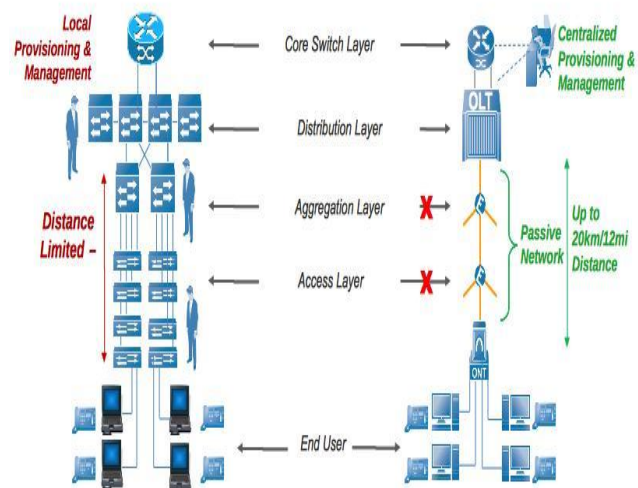 Local
Provisioning &
Management
Core Switch Layer
Centralized
Provisioning &
Management
OLT
Distribution Layer
Distance
Limited –
Aggregation Layer
X
Passive
Network
Up to
20km/12mi
Distance
Access Layer
X
ONT
End User